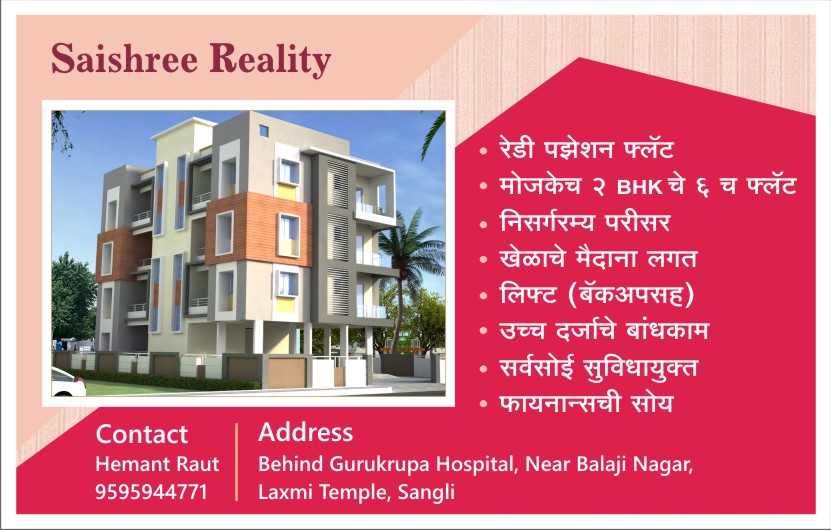 Saishree Reality
• रेडी पझेशन फ्लॅट
• मोजकेच २ BHK चे ६ च फ्लॅट
• निसर्गरम्य परीसर
• खेळाचे मैदाना लगत
• लिफ्ट (बॅकअपसह)
• उच्च दर्जाचे बांधकाम
• सर्वसोई सुविधायुक्त
• फायनान्सची सोय
Contact
Hemant Raut
9595944771
Address
Behind Gurukrupa Hospital, Near Balaji Nagar,
Laxmi Temple, Sangli